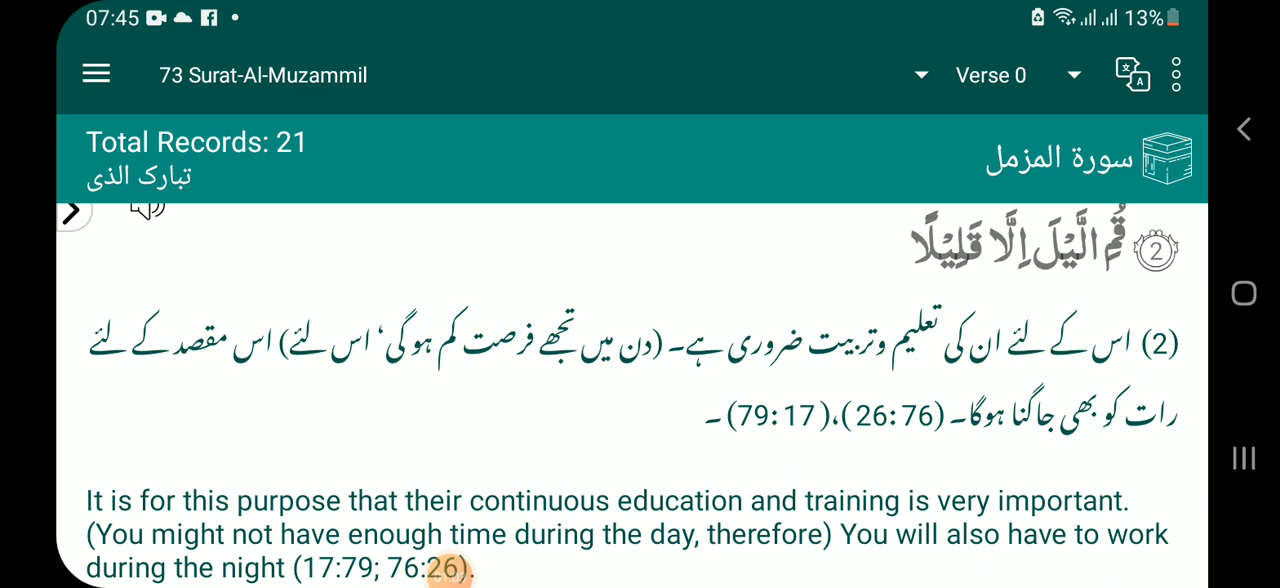 07:45
13%
73 Surat-Al-Muzammil
Verse 0
Total Records: 21
تبارک الذی
سورة المزمل
قُمِ الَّیۡلَ اِلَّا قَلِیۡلًا 2
(2) اس کے لئے ان کی تعلیم وتربیت ضروری ہے۔ (دن میں تجھے فرصت کم ہو گی‘ اس لئے) اس مقصد کے لئے
رات کو بھی جاگنا ہوگا۔ (26:76)،(79:17)۔
It is for this purpose that their continuous education and training is very important.
(You might not have enough time during the day, therefore) You will also have to work
during the night (17:79; 76:26).